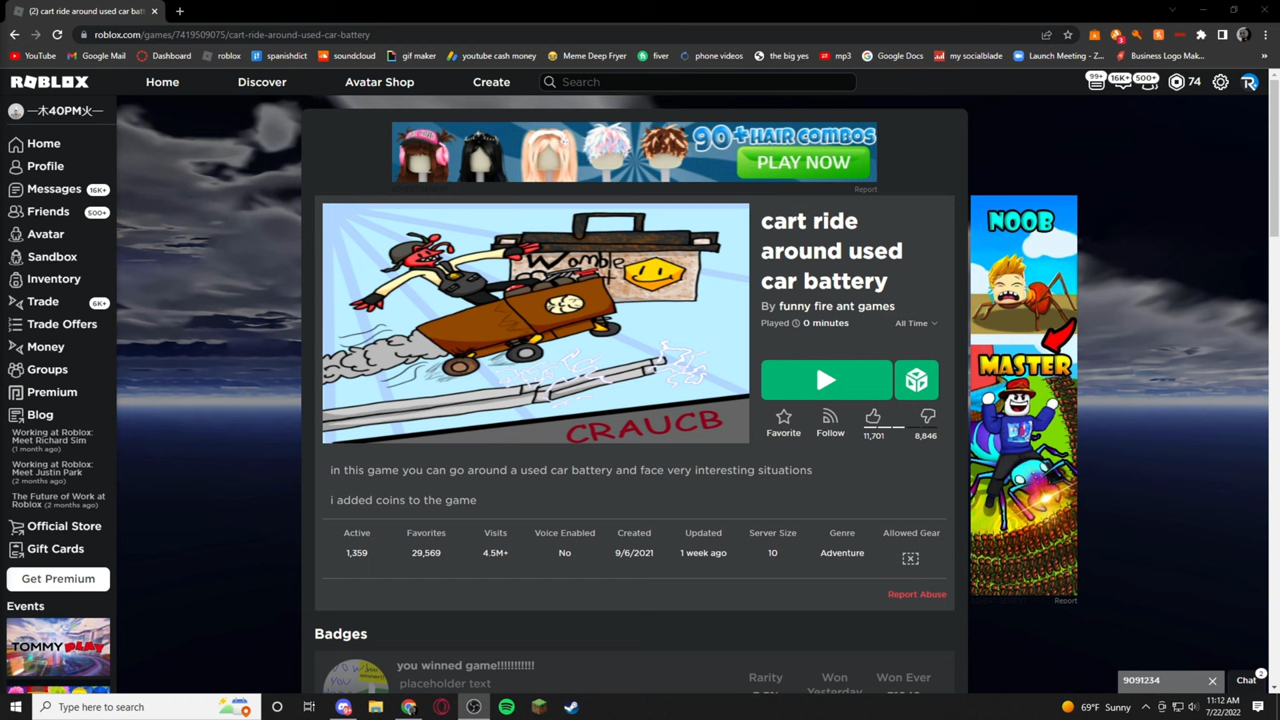 (2) cart ride around used car batt
roblox.com/games/7419509075/cart-ride-around-used-car-battery
YouTube Google Mail Dashboard roblox spanishdict soundcloud gif maker youtube cash money Meme Deep Fryer fiver phone videos the big yes mp3 Google Docs my socialblade Launch Meeting - Z... Business Logo Mak...
ROBLOX Home Discover Avatar Shop Create Search 99+ 16K+ 500+ 74
一木40PM火一
Home
Profile
Messages 16K+
Friends 500+
Avatar
Sandbox
Inventory
Trade 6K+
Trade Offers
Money
Groups
Premium
Blog
Working at Roblox:
Meet Richard Sim
(1 month ago)
Working at Roblox:
Meet Justin Park
(2 months ago)
The Future of Work at
Roblox (2 months ago)
Official Store
Gift Cards
Get Premium
Events
TOMMY PLAY
90+ HAIR COMBOS
PLAY NOW
ADVERTISEMENT Report
Womble
CRAUCB
cart ride
around used
car battery
By funny fire ant games
Played 0 minutes All Time
Favorite Follow 11,701 8,846
in this game you can go around a used car battery and face very interesting situations
i added coins to the game
Active Favorites Visits Voice Enabled Created Updated Server Size Genre Allowed Gear
1,359 29,569 4.5M+ No 9/6/2021 1 week ago 10 Adventure
Report Abuse
Badges
you winned game!!!!!!!!!!!
placeholder text
Rarity Won Yesterday Won Ever
NOOB
MASTER
Report
9091234
Chat 2
Type here to search
69°F Sunny
11:12 AM
7/22/2022